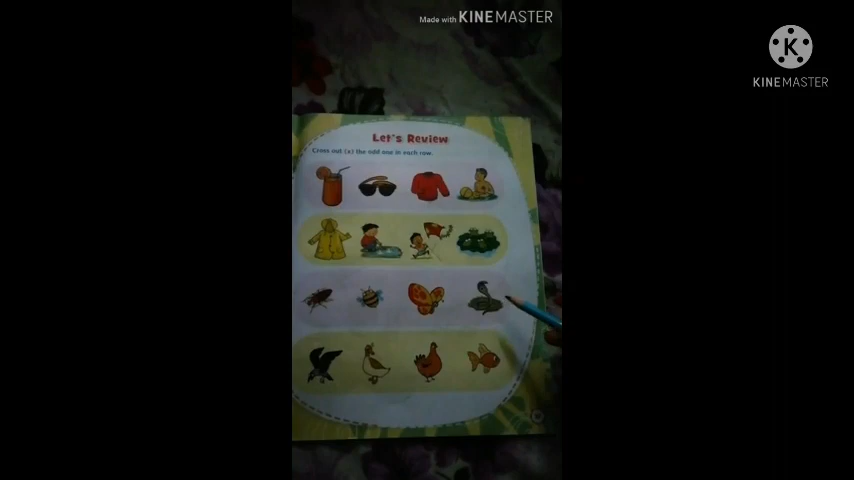 Made with KINEMASTER
KINEMASTER
Let's Review
Cross out (x) the odd one in each row.